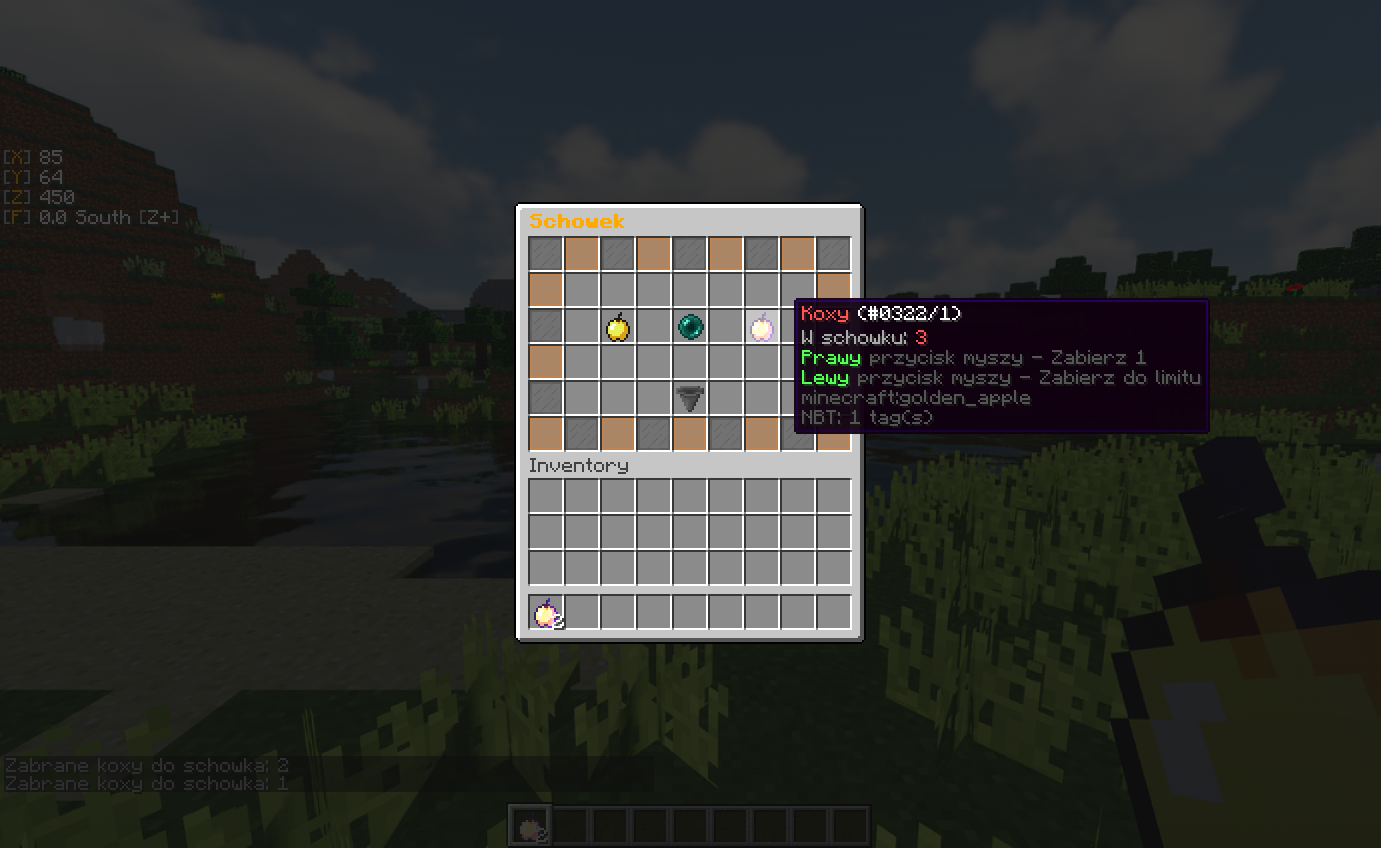 [X] 85
[Y] 64
[Z] 450
[F] 0.0 South [Z+]
Schowek
Koxy (#0322/1)
W schowku: 3
Prawy przycisk myszy - Zabierz 1
Lewy przycisk myszy - Zabierz do limitu
minecraft:golden_apple
NBT: 1 tag(s)
Inventory
2
Zabrane koxy do schowka: 2
Zabrane koxy do schowka: 1
2